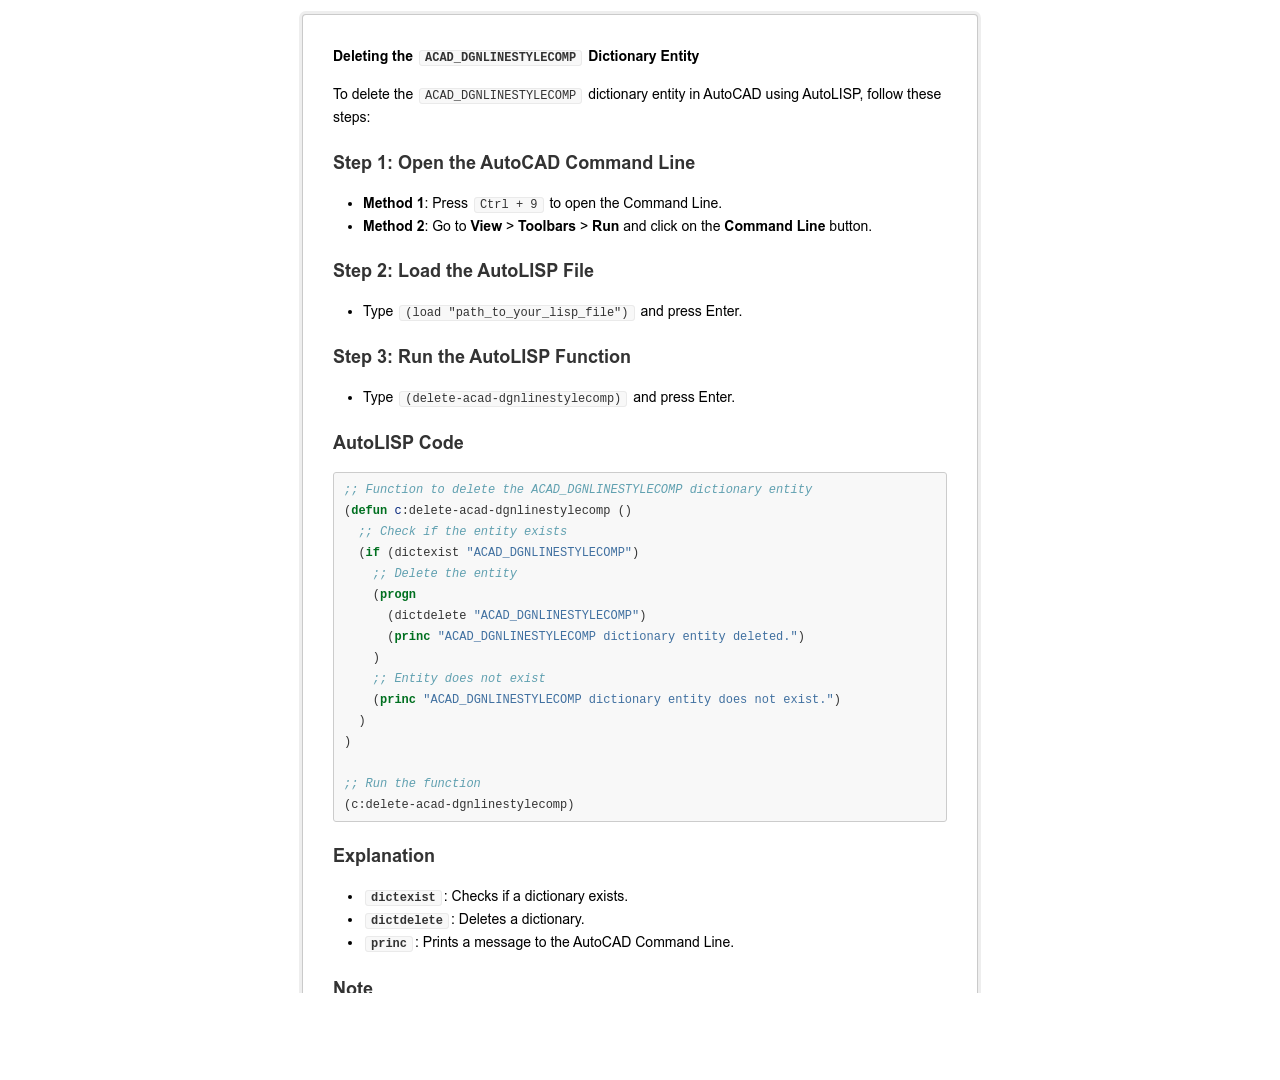 Deleting the ACAD_DGNLINESTYLECOMP Dictionary Entity
To delete the ACAD_DGNLINESTYLECOMP dictionary entity in AutoCAD using AutoLISP, follow these
steps:
Step 1: Open the AutoCAD Command Line
• Method 1: Press Ctrl + 9 to open the Command Line.
• Method 2: Go to View > Toolbars > Run and click on the Command Line button.
Step 2: Load the AutoLISP File
• Type (load "path_to_your_lisp_file") and press Enter.
Step 3: Run the AutoLISP Function
• Type (delete-acad-dgnlinestylecomp) and press Enter.
AutoLISP Code
;; Function to delete the ACAD_DGNLINESTYLECOMP dictionary entity
(defun c:delete-acad-dgnlinestylecomp ()
  ;; Check if the entity exists
  (if (dictexist "ACAD_DGNLINESTYLECOMP")
    ;; Delete the entity
    (progn
      (dictdelete "ACAD_DGNLINESTYLECOMP")
      (princ "ACAD_DGNLINESTYLECOMP dictionary entity deleted.")
    )
    ;; Entity does not exist
    (princ "ACAD_DGNLINESTYLECOMP dictionary entity does not exist.")
  )
)
;; Run the function
(c:delete-acad-dgnlinestylecomp)
Explanation
• dictexist: Checks if a dictionary exists.
• dictdelete: Deletes a dictionary.
• princ: Prints a message to the AutoCAD Command Line.
Note